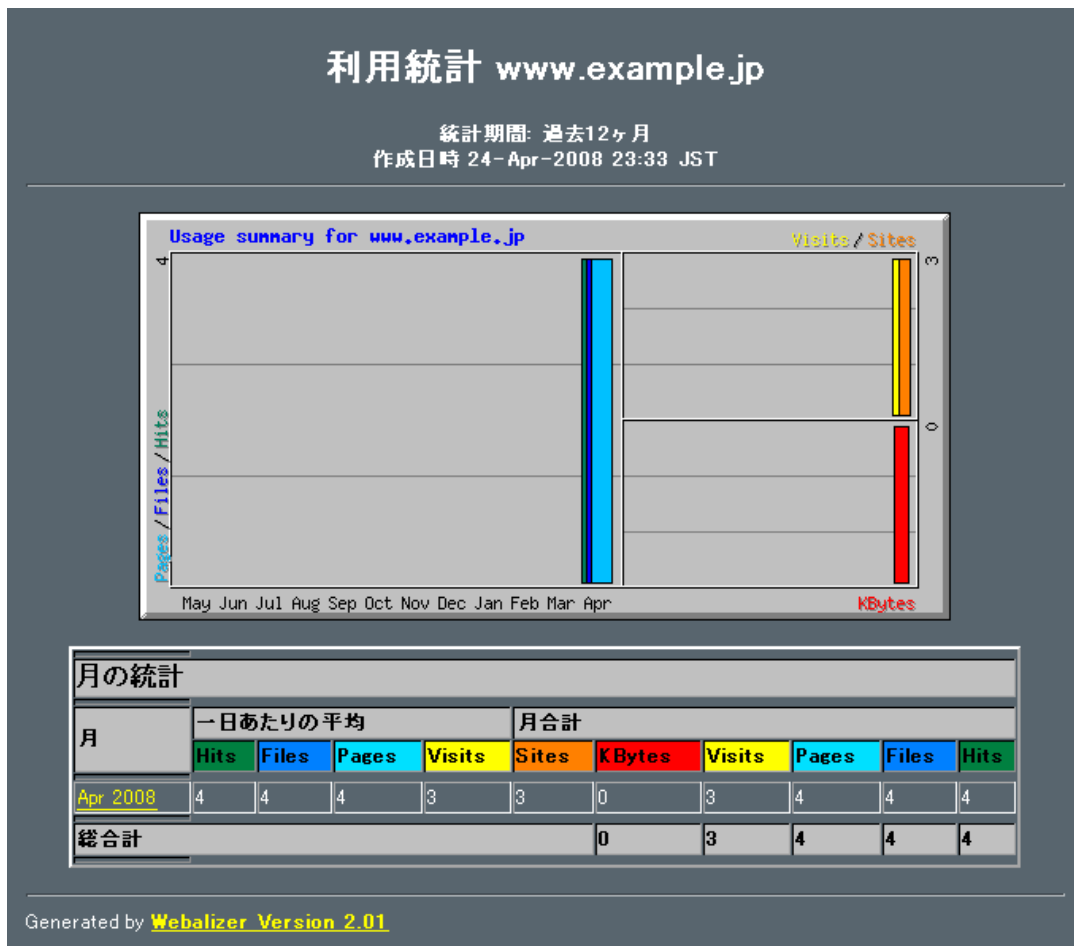 利用統計 www.example.jp
統計期間: 過去12ヶ月
作成日時 24-Apr-2008 23:33 JST
Usage summary for www.example.jp
Visits/Sites
4
3
Pages/Files/Hits
0
May Jun Jul Aug Sep Oct Nov Dec Jan Feb Mar Apr
KBytes
月の統計
月 一日あたりの平均 月合計
Hits Files Pages Visits Sites KBytes Visits Pages Files Hits
Apr 2008 4 4 4 3 3 0 3 4 4 4
総合計 0 3 4 4 4
Generated by Webalizer Version 2.01